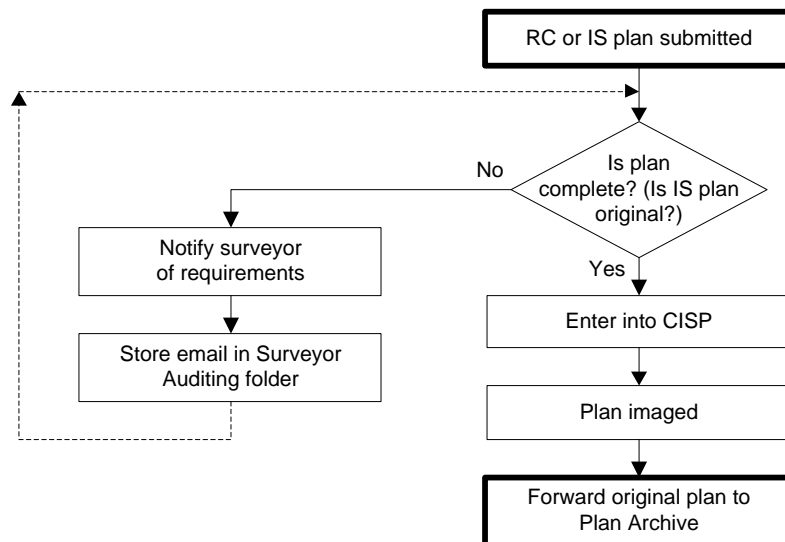 RC or IS plan submitted
Is plan
complete? (Is IS plan
original?)
No
Notify surveyor
of requirements
Store email in Surveyor
Auditing folder
Yes
Enter into CISP
Plan imaged
Forward original plan to
Plan Archive